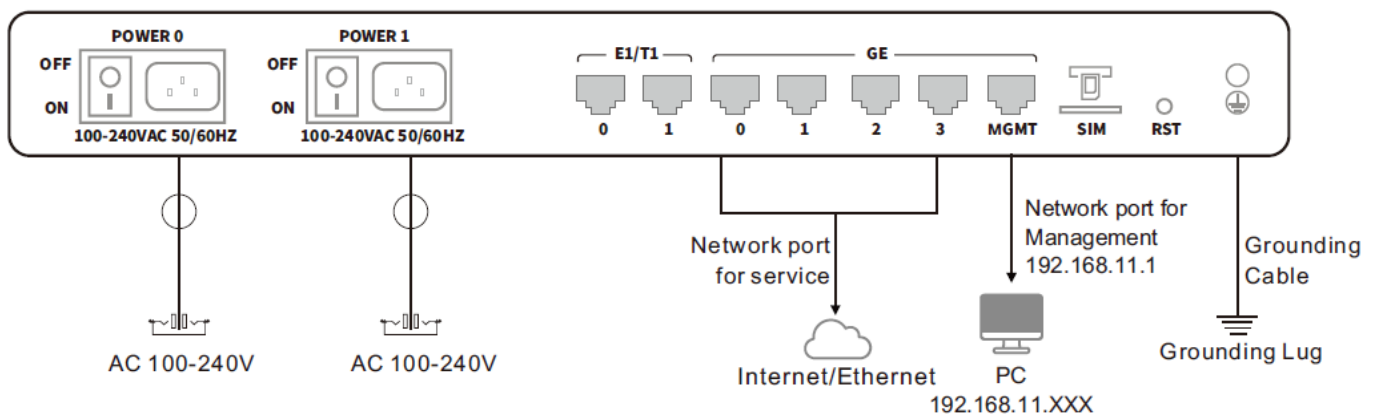 POWER 0
OFF
ON
100-240VAC 50/60HZ
POWER 1
OFF
ON
100-240VAC 50/60HZ
E1/T1
GE
0 1 0 1 2 3 MGMT SIM RST
AC 100-240V
AC 100-240V
Network port
for service
Internet/Ethernet
Network port for
Management
192.168.11.1
PC
192.168.11.XXX
Grounding
Cable
Grounding Lug